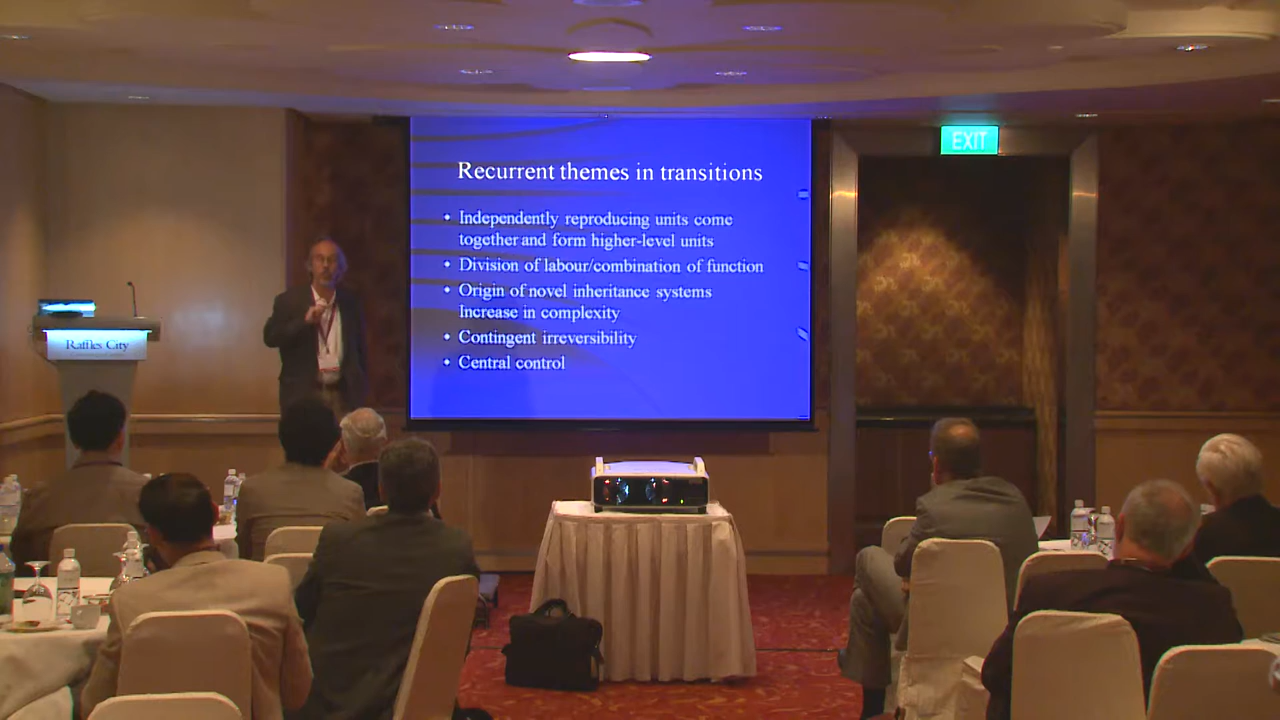 EXIT
Recurrent themes in transitions
• Independently reproducing units come
together and form higher-level units
• Division of labour/combination of function
• Origin of novel inheritance systems
Increase in complexity
• Contingent irreversibility
• Central control
Raffles City